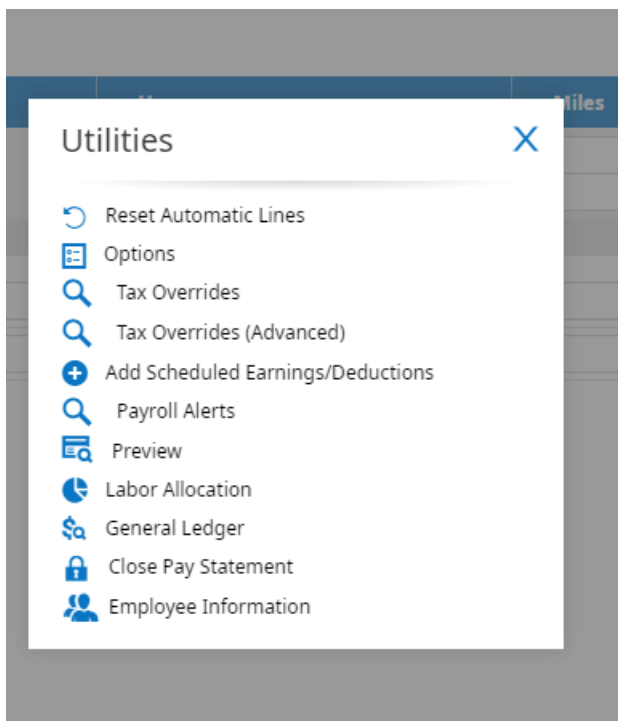 Miles
Utilities
X
Reset Automatic Lines
Options
Tax Overrides
Tax Overrides (Advanced)
Add Scheduled Earnings/Deductions
Payroll Alerts
Preview
Labor Allocation
General Ledger
Close Pay Statement
Employee Information